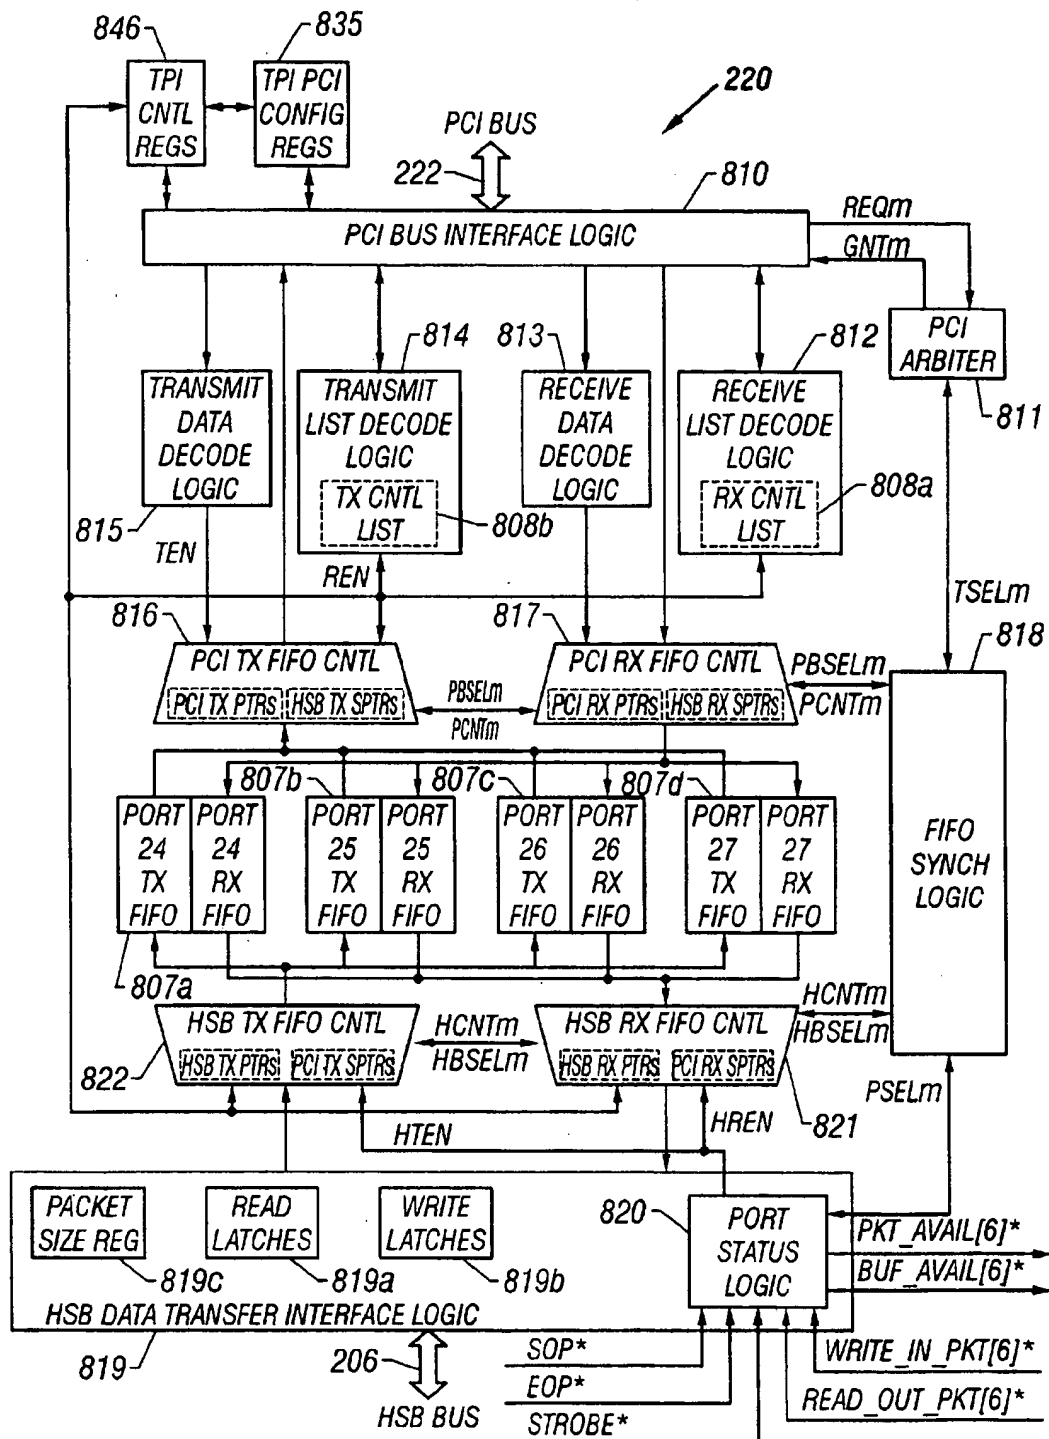 846
835
TPI
CNTL
REGS
TPI PCI
CONFIG
REGS
220
PCI BUS
222
810
PCI BUS INTERFACE LOGIC
REQm
GNTm
PCI
ARBITER
811
814
813
812
TRANSMIT
DATA
DECODE
LOGIC
815
TRANSMIT
LIST DECODE
LOGIC
TX CNTL
LIST
808b
RECEIVE
DATA
DECODE
LOGIC
RECEIVE
LIST DECODE
LOGIC
RX CNTL
LIST
808a
TEN
REN
TSELm
816
817
818
PCI TX FIFO CNTL
PCI TX PTRs
HSB TX SPTRs
PBSELm
PCNTm
PCI RX FIFO CNTL
PCI RX PTRs
HSB RX SPTRs
PBSELm
PCNTm
807b
807c
807d
PORT
24
TX
FIFO
PORT
24
RX
FIFO
PORT
25
TX
FIFO
PORT
25
RX
FIFO
PORT
26
TX
FIFO
PORT
26
RX
FIFO
PORT
27
TX
FIFO
PORT
27
RX
FIFO
FIFO
SYNCH
LOGIC
807a
HSB TX FIFO CNTL
HSB TX PTRs
PCI TX SPTRs
822
HCNTm
HBSELm
HSB RX FIFO CNTL
HSB RX PTRs
PCI RX SPTRs
821
HCNTm
HBSELm
PSELm
HTEN
HREN
PACKET
SIZE REG
819c
READ
LATCHES
819a
WRITE
LATCHES
819b
820
PORT
STATUS
LOGIC
HSB DATA TRANSFER INTERFACE LOGIC
819
PKT_AVAIL[6]*
BUF_AVAIL[6]*
206
HSB BUS
SOP*
EOP*
STROBE*
WRITE_IN_PKT[6]*
READ_OUT_PKT[6]*